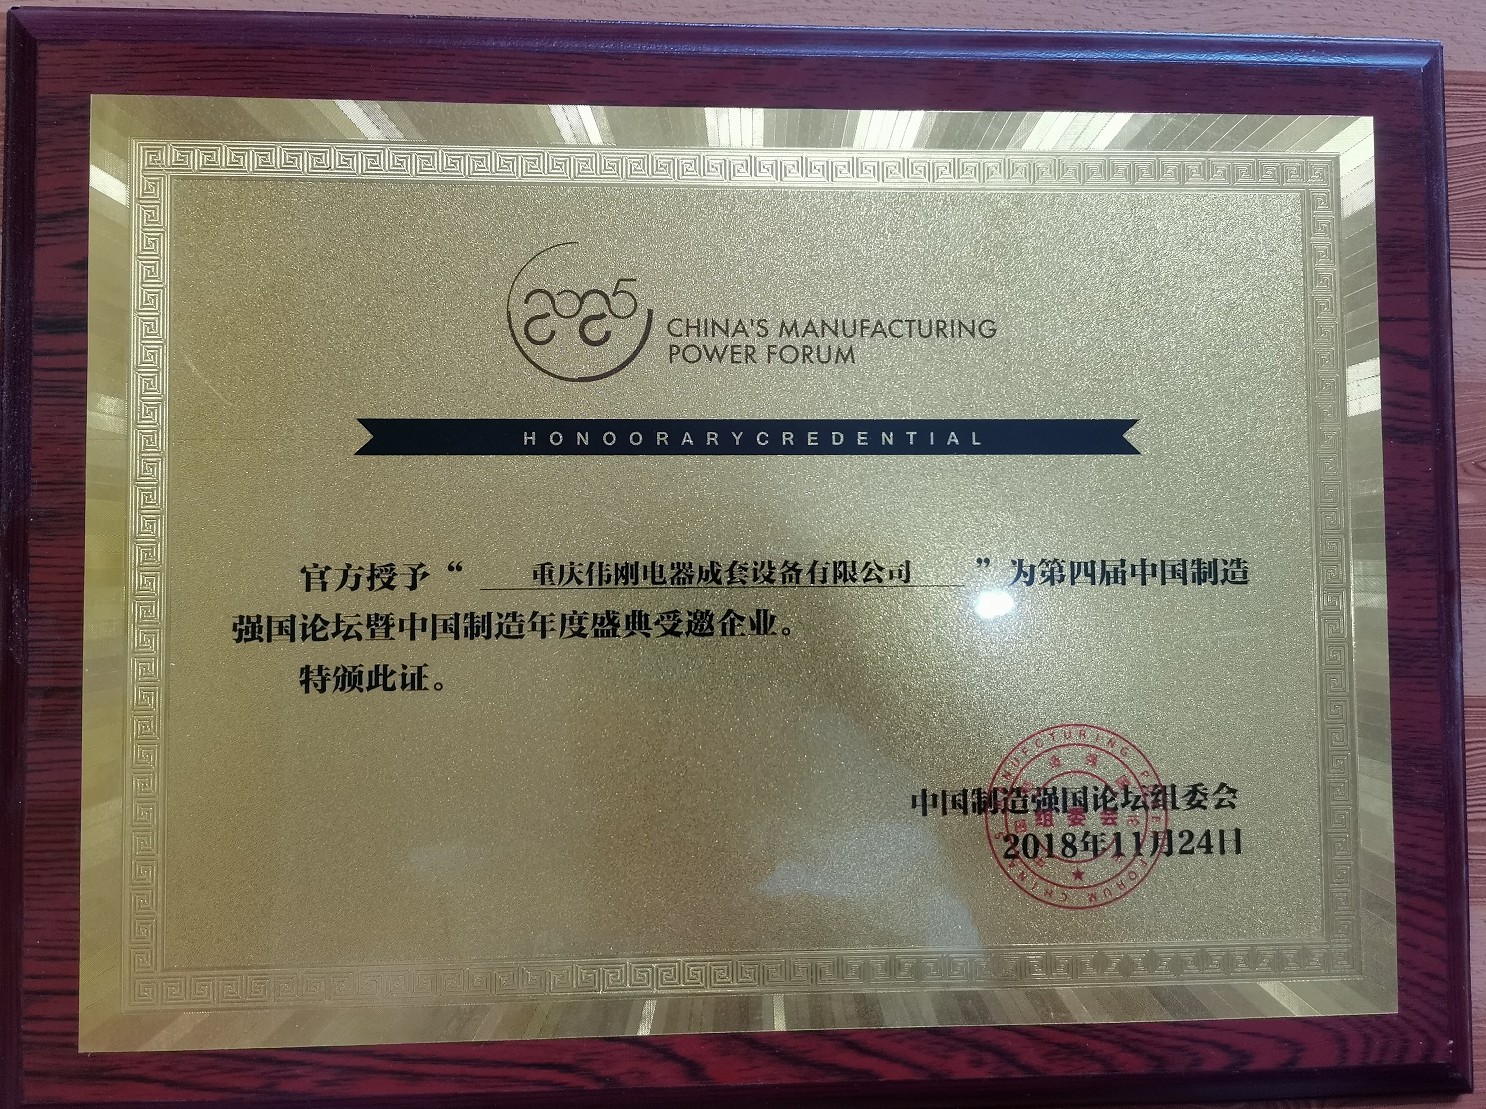 2025
CHINA'S MANUFACTURING
POWER FORUM
HONOORARYCREDENTIAL
官方授予“ 重庆伟刚电器成套设备有限公司 ”为第四届中国制造
强国论坛暨中国制造年度盛典受邀企业。
特颁此证。
中国制造强国论坛组委会
2018年11月24日
组委会